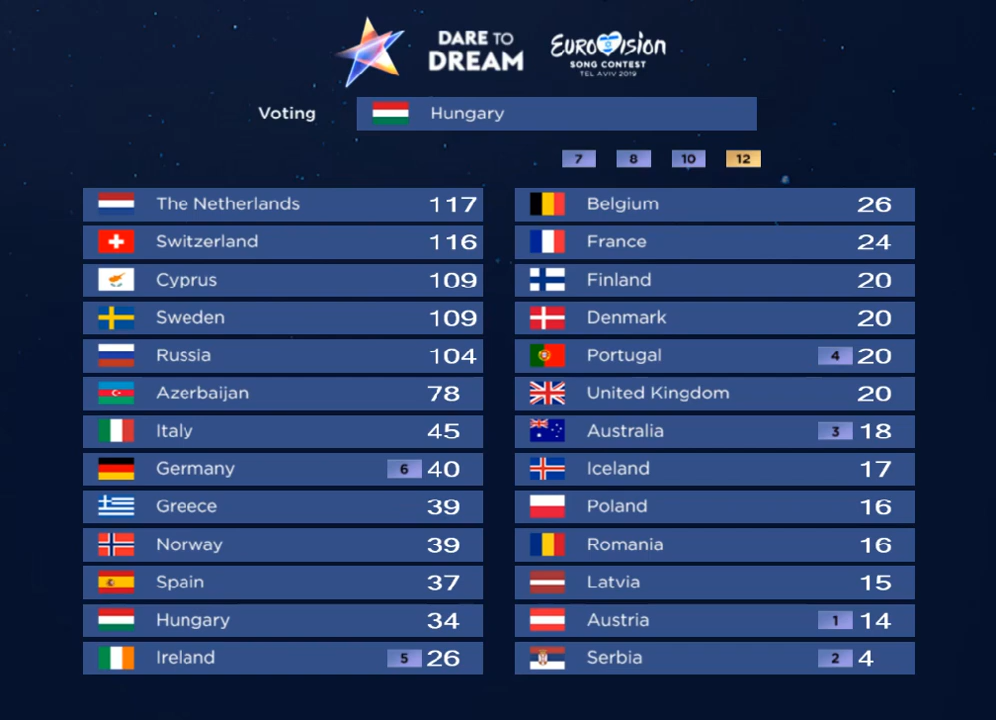 DARE TO
DREAM
EUROVISION
SONG CONTEST
TEL AVIV 2019
Voting Hungary
7 8 10 12
The Netherlands 117
Switzerland 116
Cyprus 109
Sweden 109
Russia 104
Azerbaijan 78
Italy 45
Germany 6 40
Greece 39
Norway 39
Spain 37
Hungary 34
Ireland 5 26
Belgium 26
France 24
Finland 20
Denmark 20
Portugal 4 20
United Kingdom 20
Australia 3 18
Iceland 17
Poland 16
Romania 16
Latvia 15
Austria 1 14
Serbia 2 4